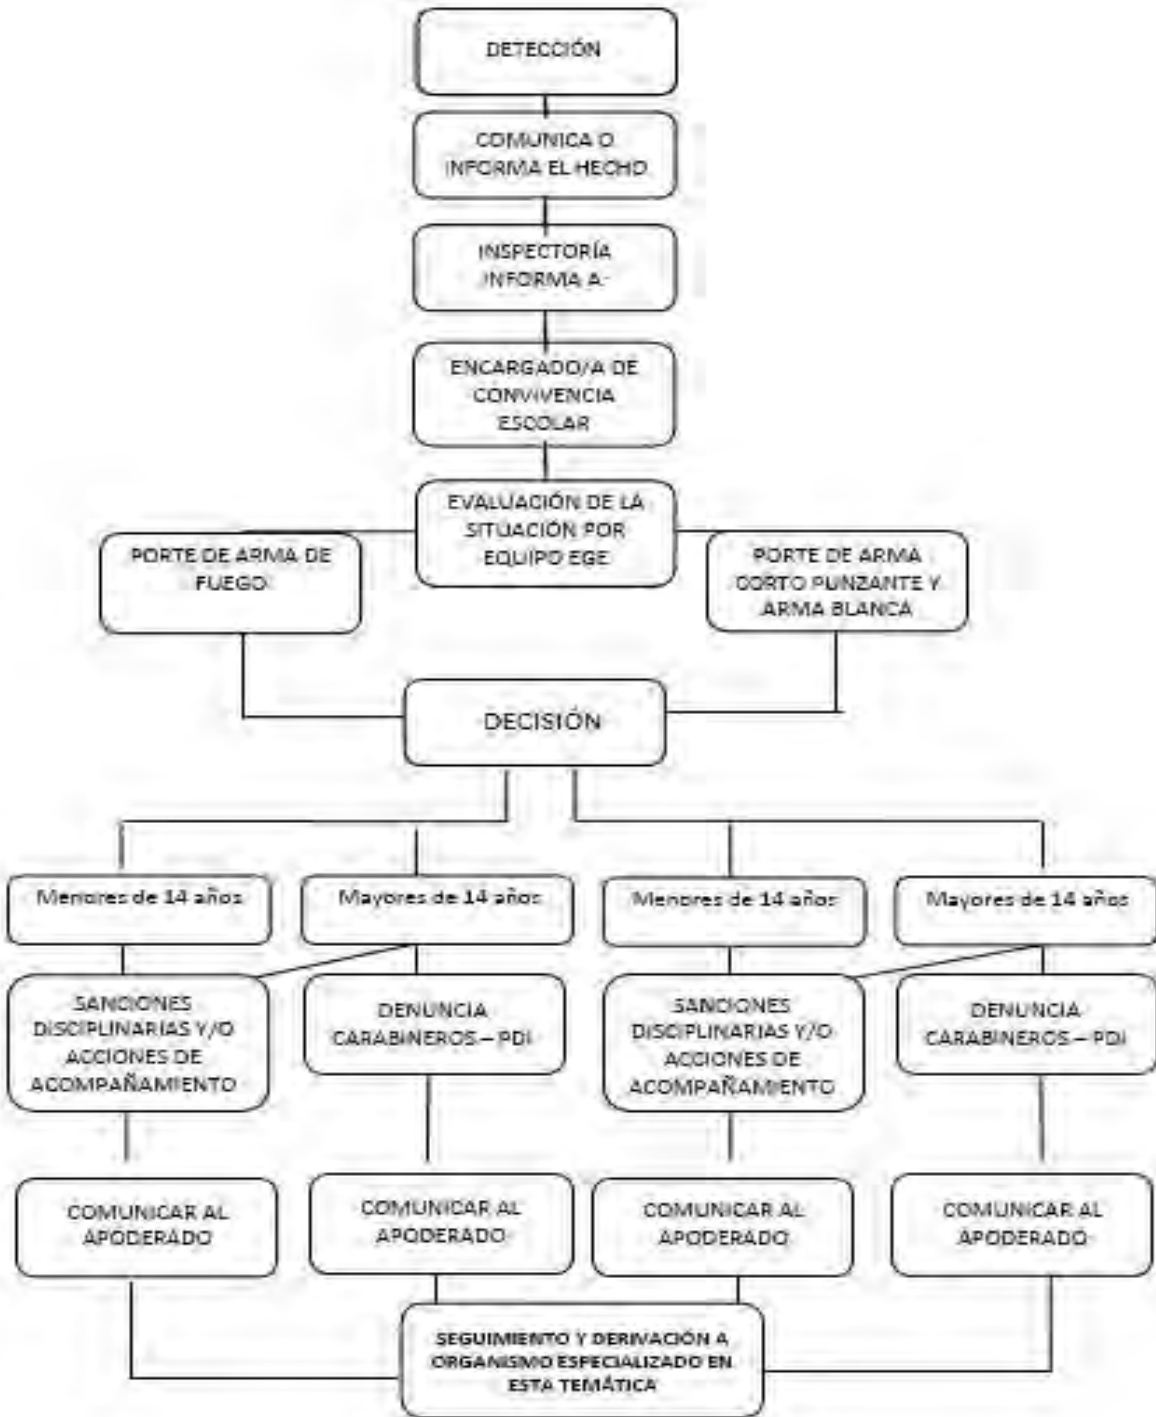 DETECCIÓN
COMUNICA O
INFORMA EL HECHO
INSPECTORÍA
INFORMA A
ENCARGADO/A DE
CONVIVENCIA
ESCOLAR
EVALUACIÓN DE LA
SITUACIÓN POR
EQUIPO EGE
PORTE DE ARMA DE
FUEGO
PORTE DE ARMA
CORTO PUNZANTE Y
ARMA BLANCA
DECISIÓN
Menores de 14 años
Mayores de 14 años
Menores de 14 años
Mayores de 14 años
SANCIONES
DISCIPLINARIAS Y/O
ACCIONES DE
ACOMPAÑAMIENTO
DENUNCIA
CARABINEROS – PDI
SANCIONES
DISCIPLINARIAS Y/O
ACCIONES DE
ACOMPAÑAMIENTO
DENUNCIA
CARABINEROS – PDI
COMUNICAR AL
APODERADO
COMUNICAR AL
APODERADO
COMUNICAR AL
APODERADO
COMUNICAR AL
APODERADO
SEGUIMIENTO Y DERIVACIÓN A
ORGANISMO ESPECIALIZADO EN
ESTA TEMÁTICA